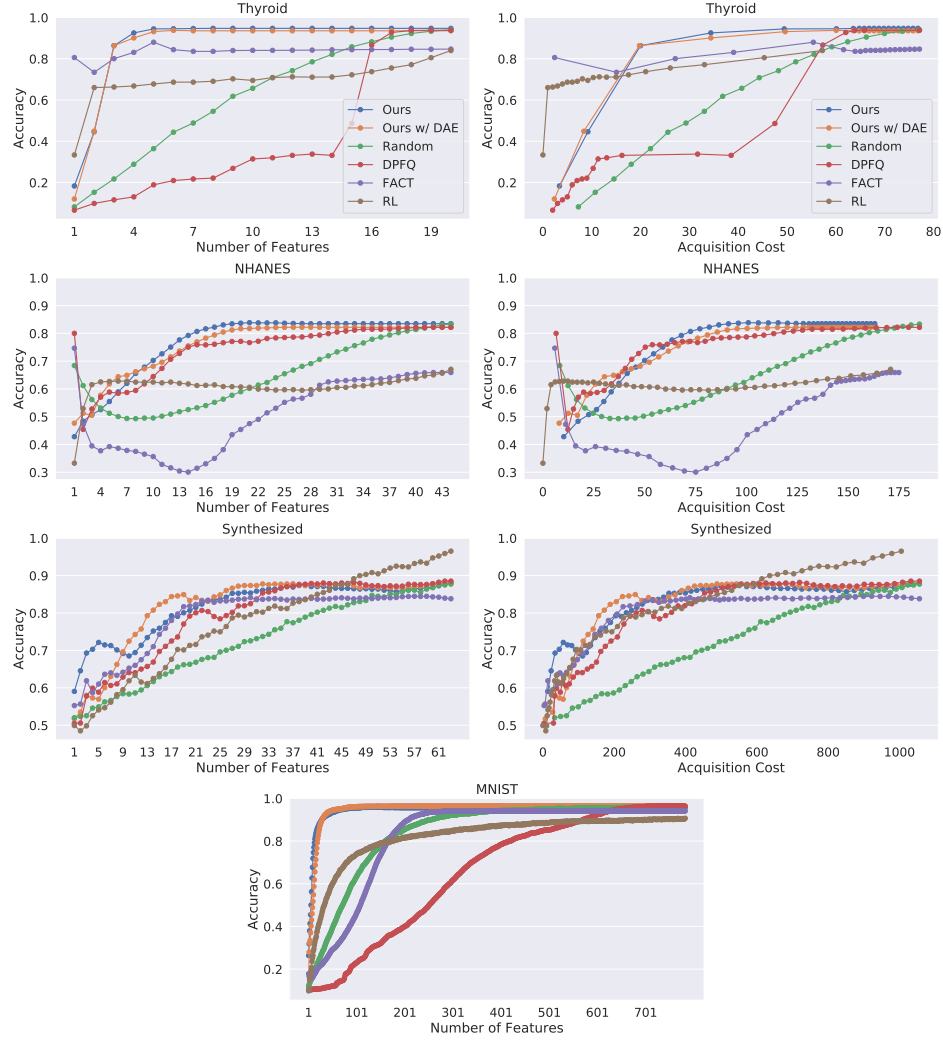 Thyroid
1.0
0.8
0.6
0.4
0.2
Accuracy
Ours
Ours w/ DAE
Random
DPFQ
FACT
RL
1 4 7 10 13 16 19
Number of Features
Thyroid
1.0
0.8
0.6
0.4
0.2
Accuracy
Ours
Ours w/ DAE
Random
DPFQ
FACT
RL
0 10 20 30 40 50 60 70 80
Acquisition Cost
NHANES
1.0
0.9
0.8
0.7
0.6
0.5
0.4
0.3
Accuracy
1 4 7 10 13 16 19 22 25 28 31 34 37 40 43
Number of Features
NHANES
1.0
0.9
0.8
0.7
0.6
0.5
0.4
0.3
Accuracy
0 25 50 75 100 125 150 175
Acquisition Cost
Synthesized
1.0
0.9
0.8
0.7
0.6
0.5
Accuracy
1 5 9 13 17 21 25 29 33 37 41 45 49 53 57 61
Number of Features
Synthesized
1.0
0.9
0.8
0.7
0.6
0.5
Accuracy
0 200 400 600 800 1000
Acquisition Cost
MNIST
1.0
0.8
0.6
0.4
0.2
Accuracy
1 101 201 301 401 501 601 701
Number of Features